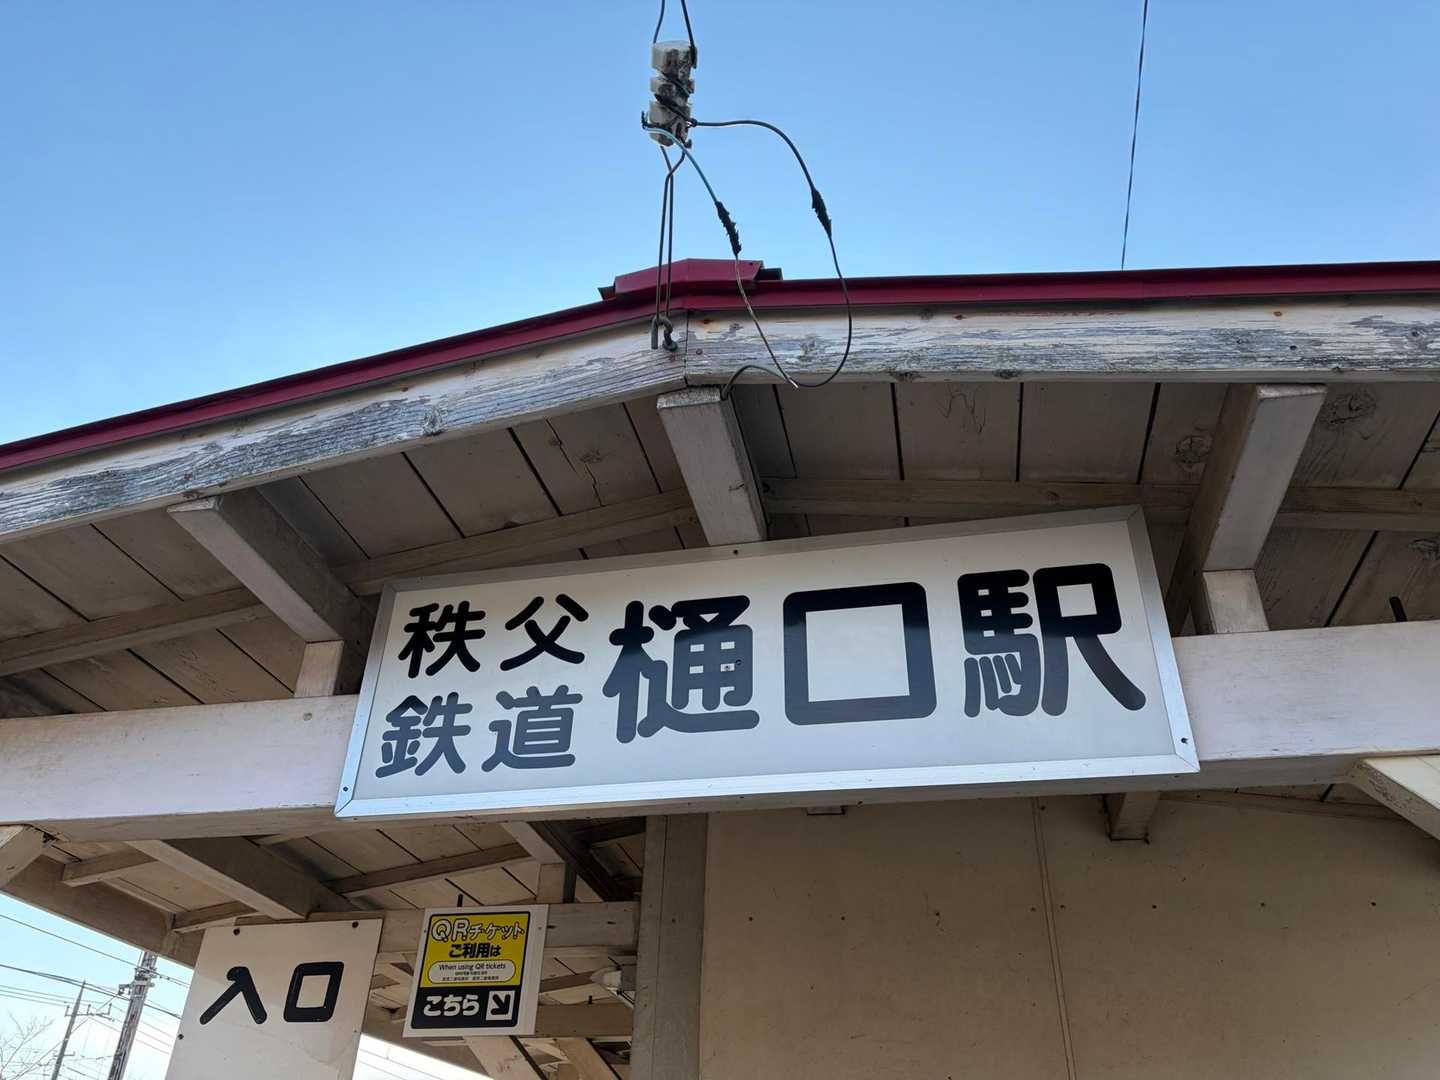 秩父
鉄道
樋口駅
入口
QRチケット
ご利用は
When using QR tickets
こちら